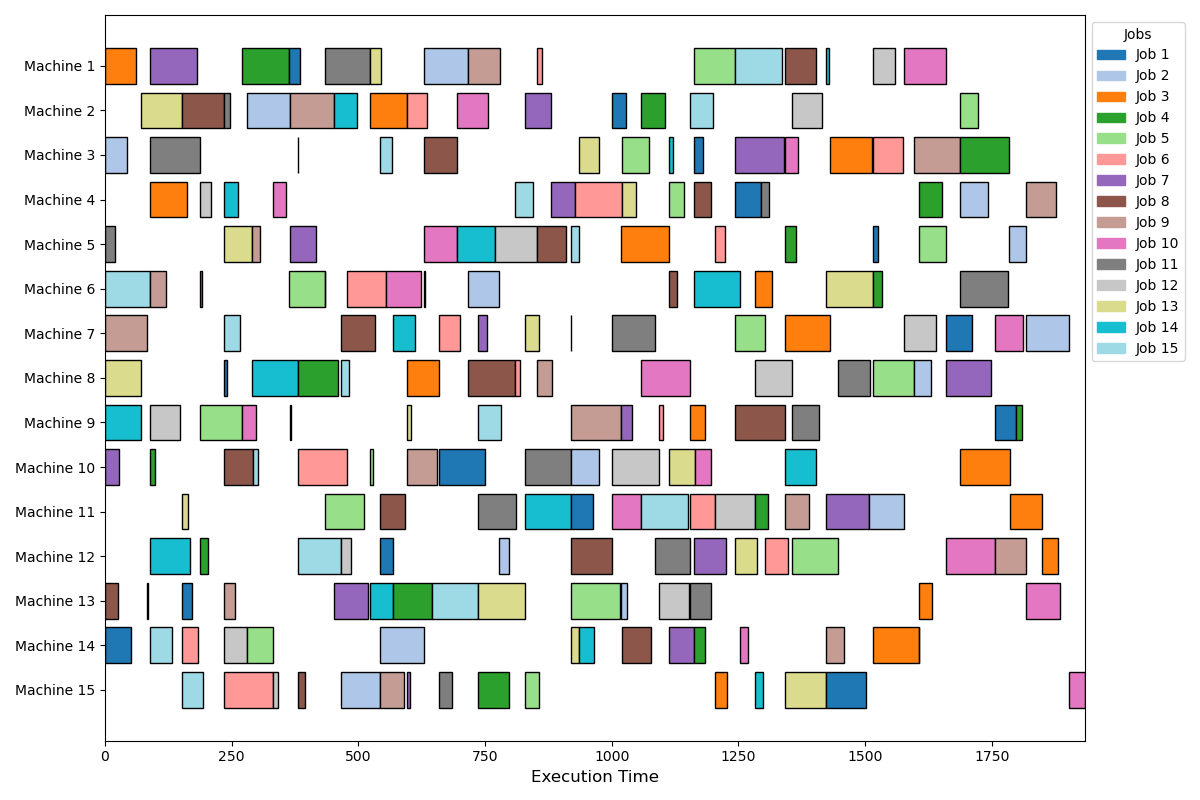 Machine 1
Machine 2
Machine 3
Machine 4
Machine 5
Machine 6
Machine 7
Machine 8
Machine 9
Machine 10
Machine 11
Machine 12
Machine 13
Machine 14
Machine 15
0 250 500 750 1000 1250 1500 1750
Execution Time
Jobs
Job 1
Job 2
Job 3
Job 4
Job 5
Job 6
Job 7
Job 8
Job 9
Job 10
Job 11
Job 12
Job 13
Job 14
Job 15